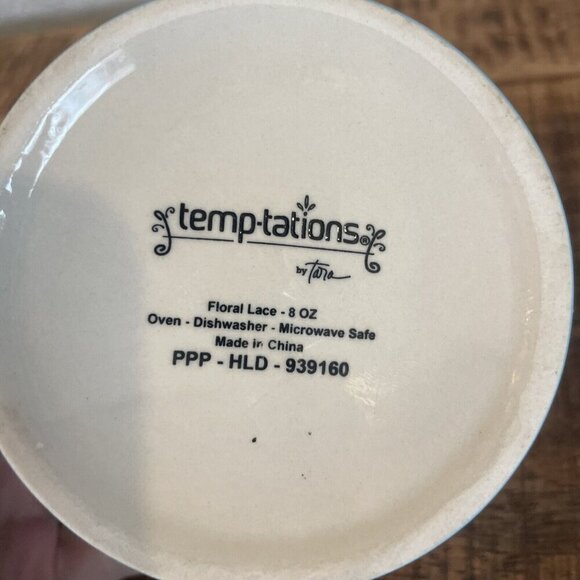 temp-tations®
by Tara
Floral Lace - 8 OZ
Oven - Dishwasher - Microwave Safe
Made in China
PPP - HLD - 939160